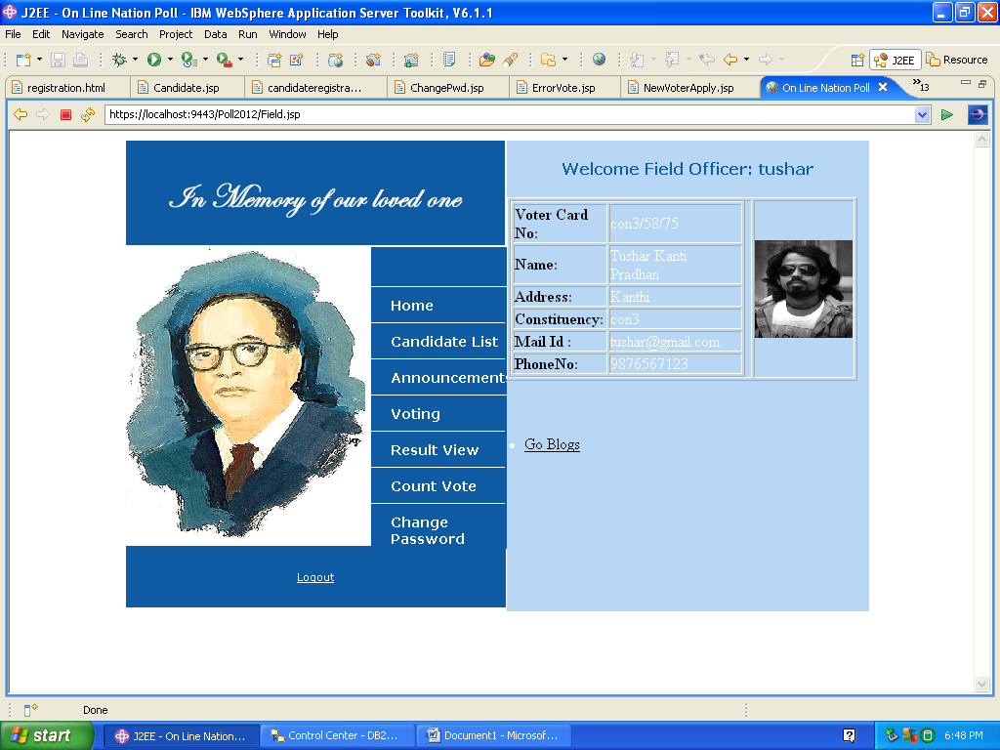 J2EE - On Line Nation Poll - IBM WebSphere Application Server Toolkit, V6.1.1
File Edit Navigate Search Project Data Run Window Help
J2EE Resource
registration.html Candidate.jsp candidateregistra... ChangePwd.jsp ErrorVote.jsp NewVoterApply.jsp On Line Nation Poll »13
https://localhost:9443/Poll2012/Field.jsp
In Memory of our loved one
Home
Candidate List
Announcements
Voting
Result View
Count Vote
Change
Password
Logout
Welcome Field Officer: tushar
Voter Card
No: con3/58/75
Name: Tushar Kanti
Pradhan
Address: Kanthi
Constituency: con3
Mail Id : tushar@gmail.com
PhoneNo: 9876567123
Go Blogs
Done
start J2EE - On Line Nation... Control Center - DB2... Document1 - Microsof... 6:48 PM